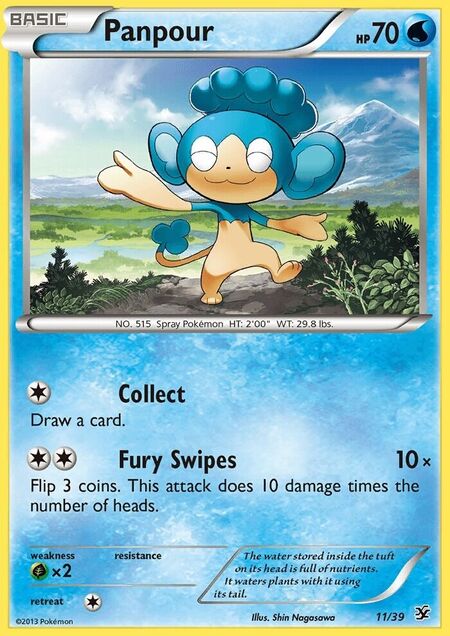 BASIC Panpour HP70
NO. 515 Spray Pokémon HT: 2'00" WT: 29.8 lbs.
Collect
Draw a card.
Fury Swipes 10×
Flip 3 coins. This attack does 10 damage times the
number of heads.
weakness resistance
×2
retreat
The water stored inside the tuft
on its head is full of nutrients.
It waters plants with it using
its tail.
©2013 Pokémon Illus. Shin Nagasawa 11/39